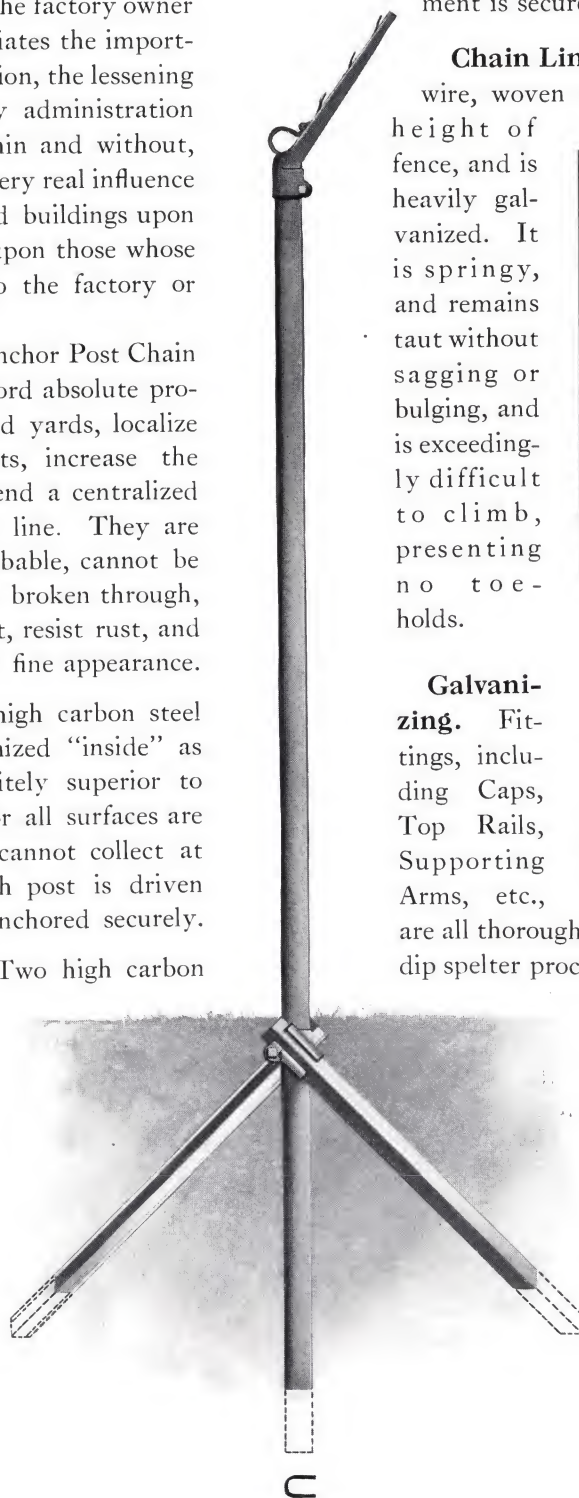 he factory owner
iates the import-
ion, the lessening
y administration
hin and without,
ery real influence
d buildings upon
upon those whose
o the factory or
nchor Post Chain
ord absolute pro-
d yards, localize
ts, increase the
end a centralized
line. They are
bable, cannot be
broken through,
t, resist rust, and
fine appearance.
high carbon steel
nized “inside” as
itely superior to
r all surfaces are
cannot collect at
h post is driven
nchored securely.
Two high carbon
ment is secure
Chain Lin
wire, woven
height of
fence, and is
heavily gal-
vanized. It
is springy,
and remains
taut without
sagging or
bulging, and
is exceeding-
ly difficult
to climb,
presenting
no toe-
holds.
Galvani-
zing. Fit-
tings, inclu-
ding Caps,
Top Rails,
Supporting
Arms, etc.,
are all thorough
dip spelter proc